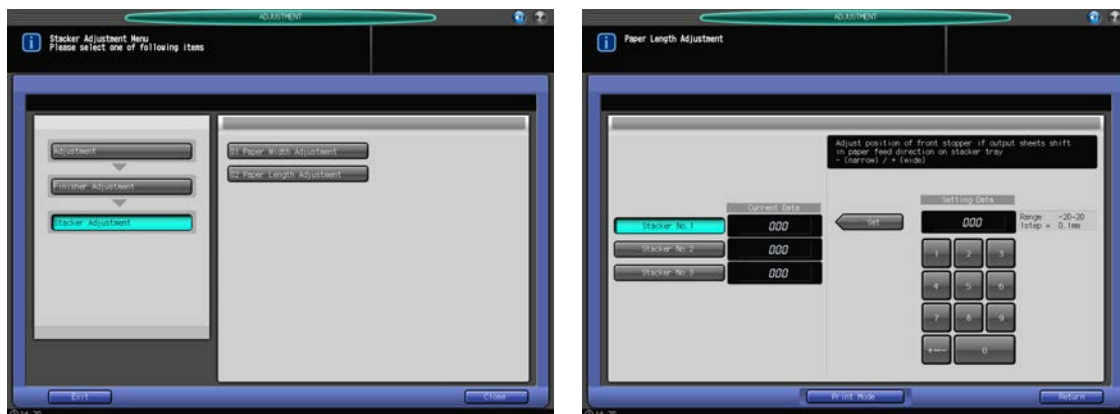 ADJUSTMENT
Stacker Adjustment Menu
Please select one of following items
Adjustment
Finisher Adjustment
Stacker Adjustment
01 Paper Width Adjustment
02 Paper Length Adjustment
Exit
Close
ADJUSTMENT
Paper Length Adjustment
Adjust position of front stopper if output sheets shift
in paper feed direction on stacker tray
- (narrow) / + (wide)
Current Data
Setting Data
Stacker No.1
000
Set
000
Range -20-20
1step = 0.1mm
Stacker No.2
000
Stacker No.3
000
1 2 3
4 5 6
7 8 9
0
Print Mode
Return